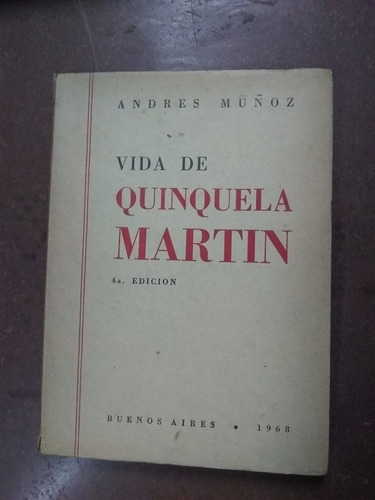 ANDRES MUÑOZ
VIDA DE
QUINQUELA
MARTIN
4a. EDICION
BUENOS AIRES • 1968